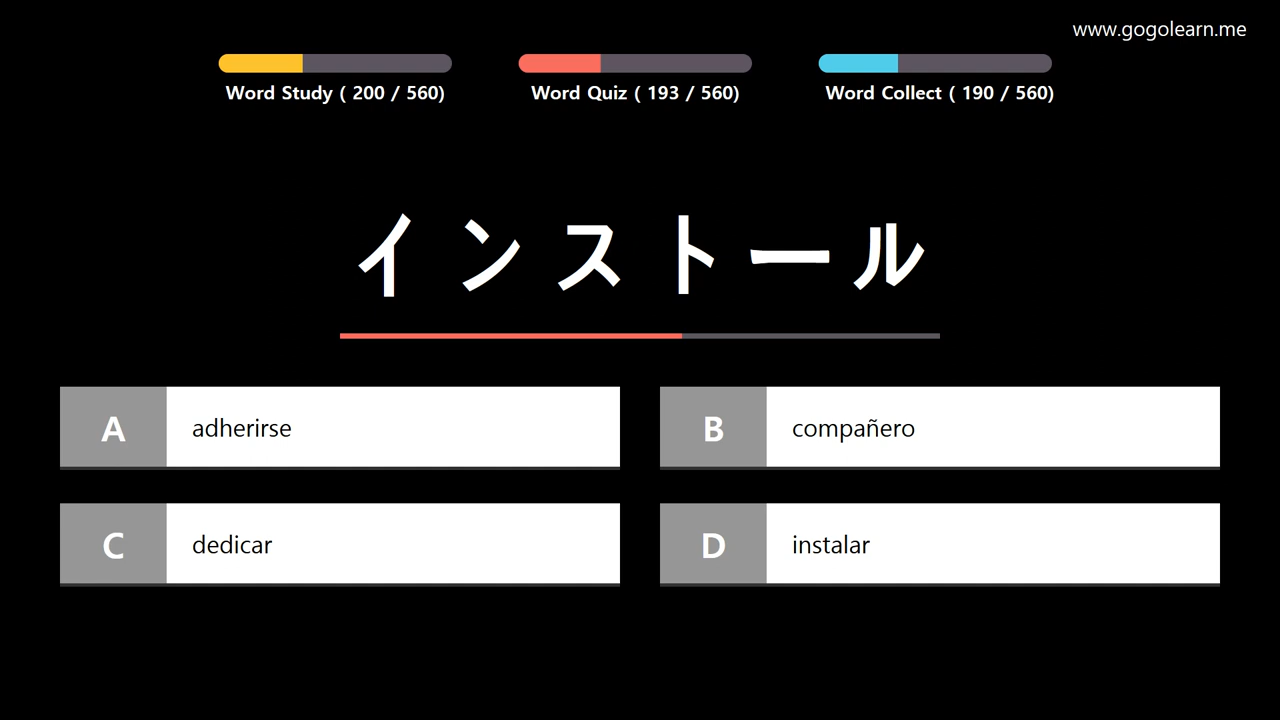 www.gogolearn.me
Word Study ( 200 / 560)
Word Quiz ( 193 / 560)
Word Collect ( 190 / 560)
インストール
A adherirse
B compañero
C dedicar
D instalar